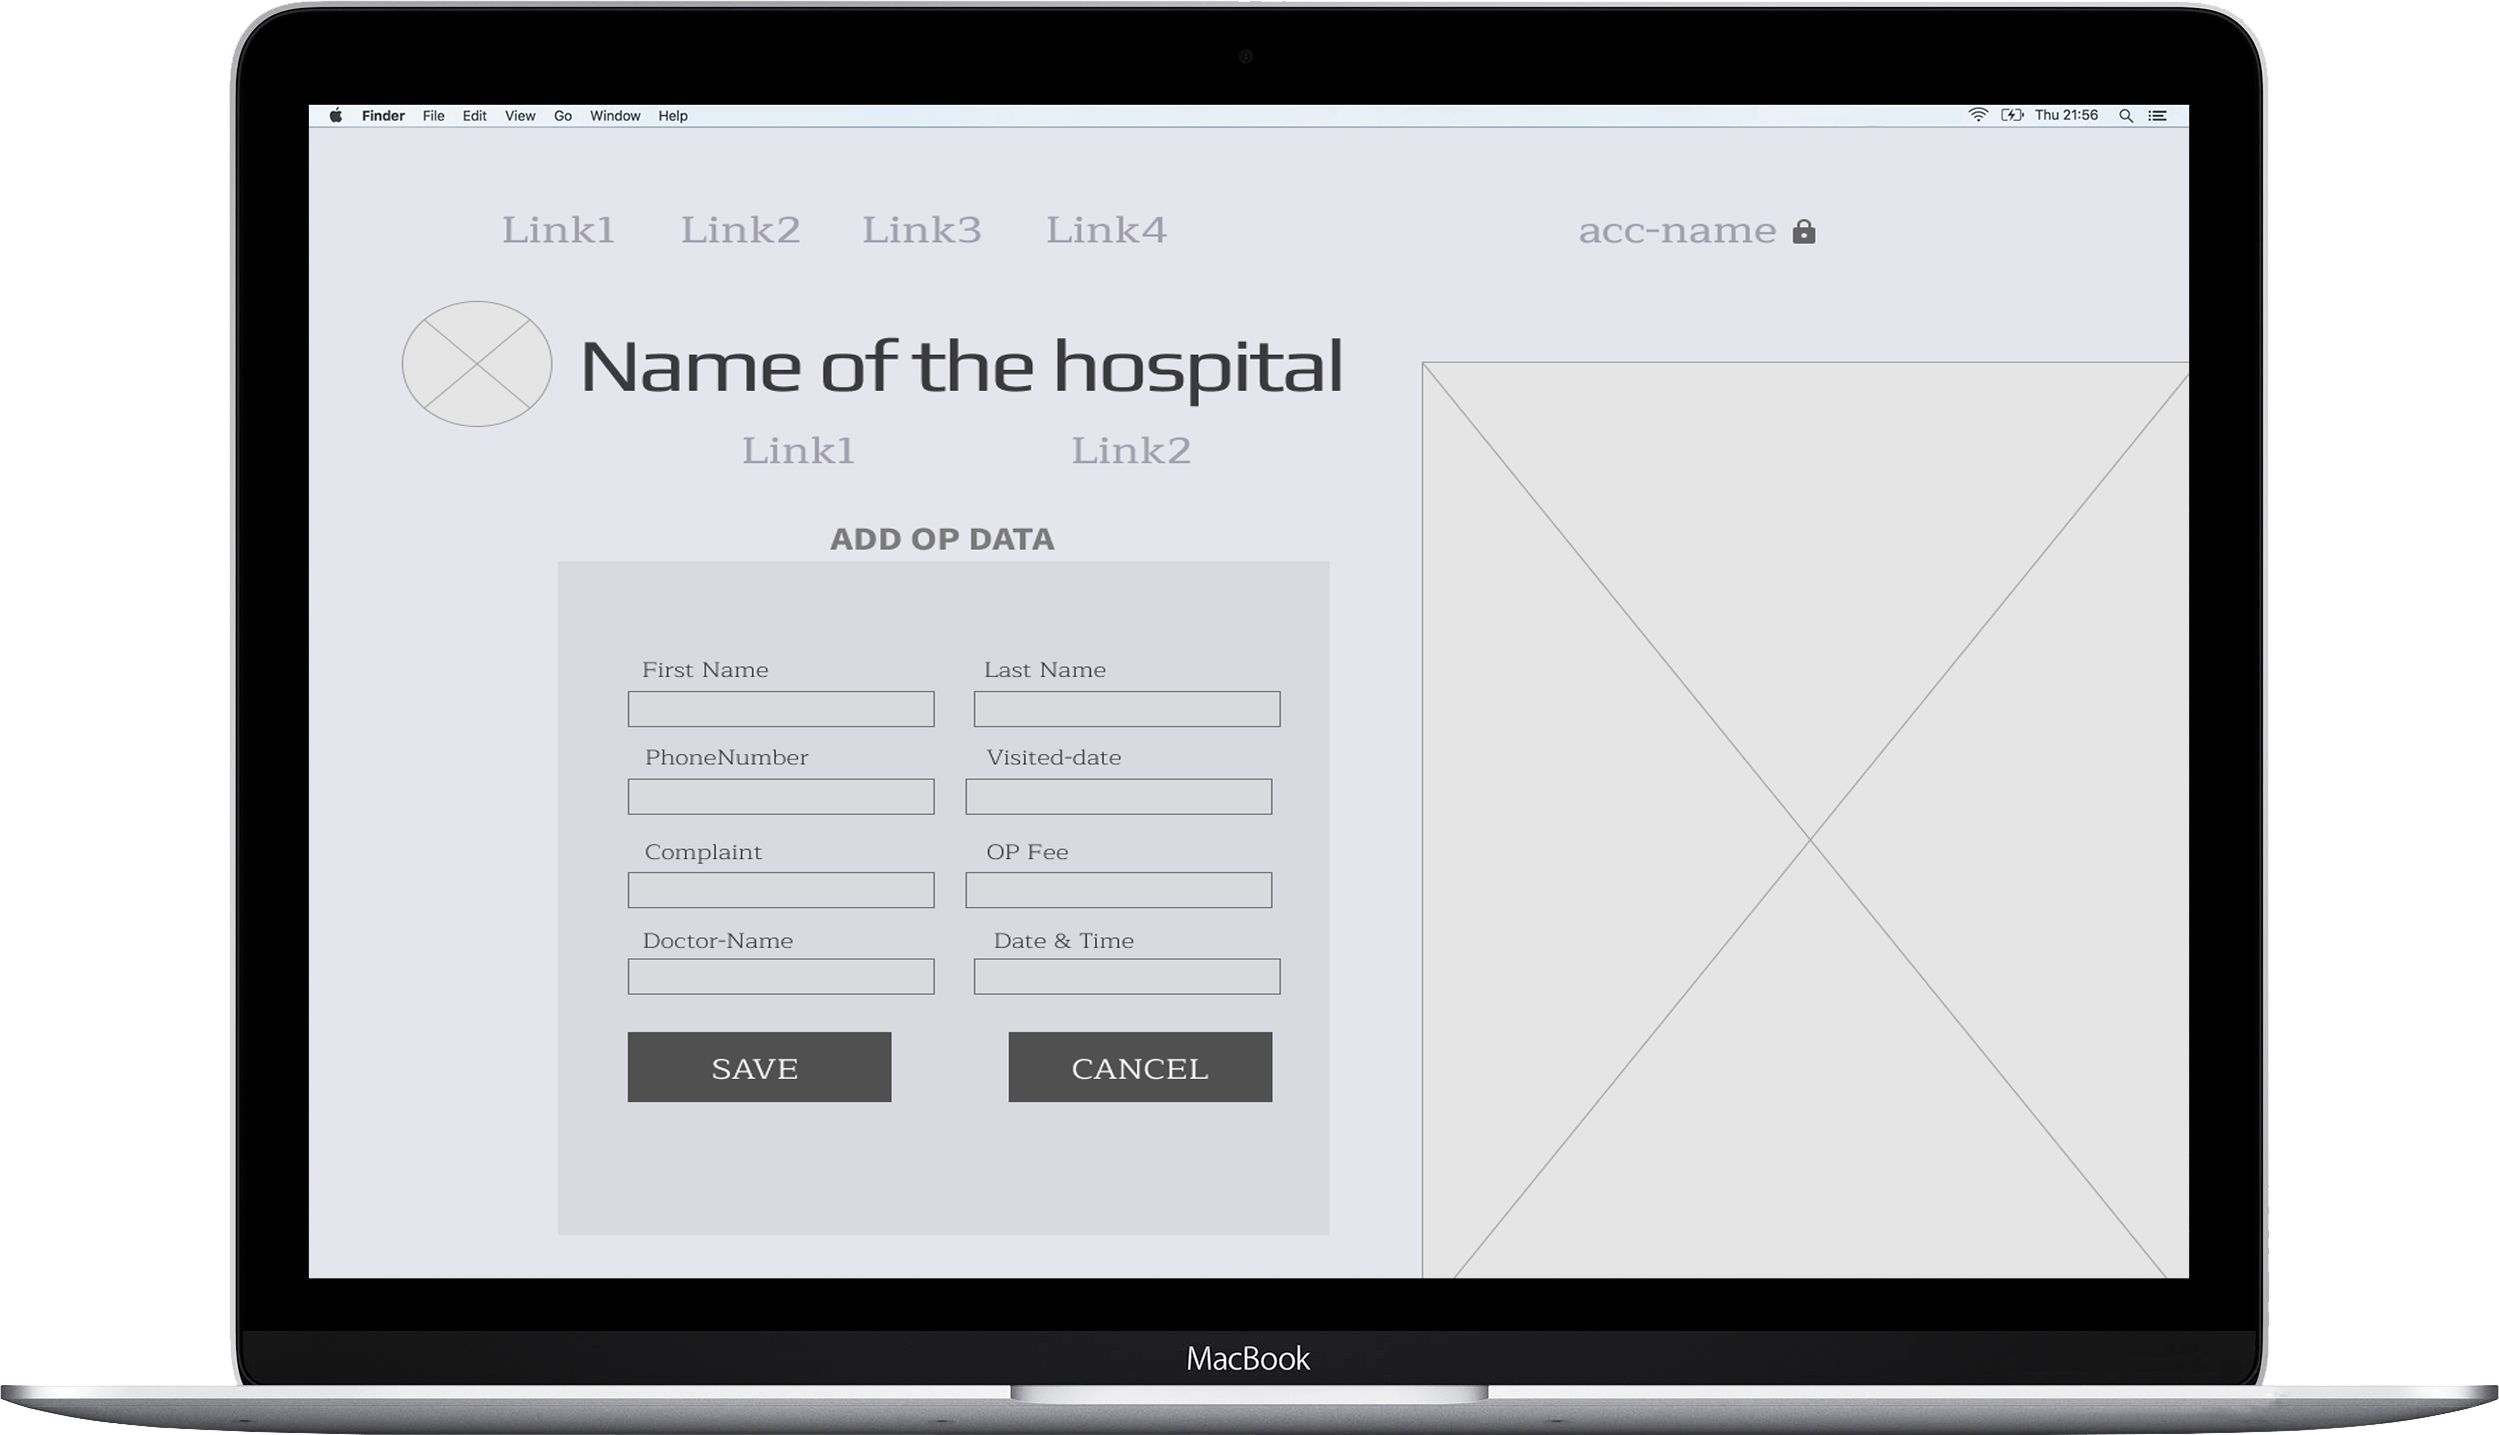 Finder File Edit View Go Window Help Thu 21:56
Link1 Link2 Link3 Link4 acc-name
Name of the hospital
Link1 Link2
ADD OP DATA
First Name Last Name
PhoneNumber Visited-date
Complaint OP Fee
Doctor-Name Date & Time
SAVE CANCEL
MacBook